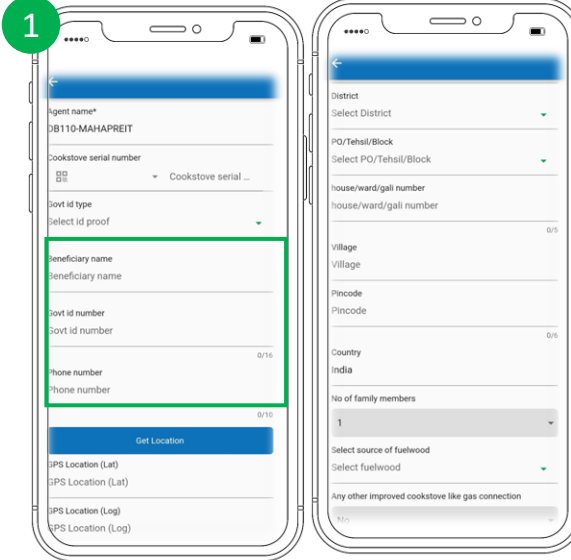 1
Agent name*
DB110-MAHAPREIT
Cookstove serial number
Cookstove serial ...
Govt id type
Select id proof
Beneficiary name
Beneficiary name
Govt id number
Govt id number
0/16
Phone number
Phone number
0/10
Get Location
GPS Location (Lat)
GPS Location (Lat)
GPS Location (Log)
GPS Location (Log)
District
Select District
PO/Tehsil/Block
Select PO/Tehsil/Block
house/ward/gali number
house/ward/gali number
0/5
Village
Village
Pincode
Pincode
0/6
Country
India
No of family members
1
Select source of fuelwood
Select fuelwood
Any other improved cookstove like gas connection
No